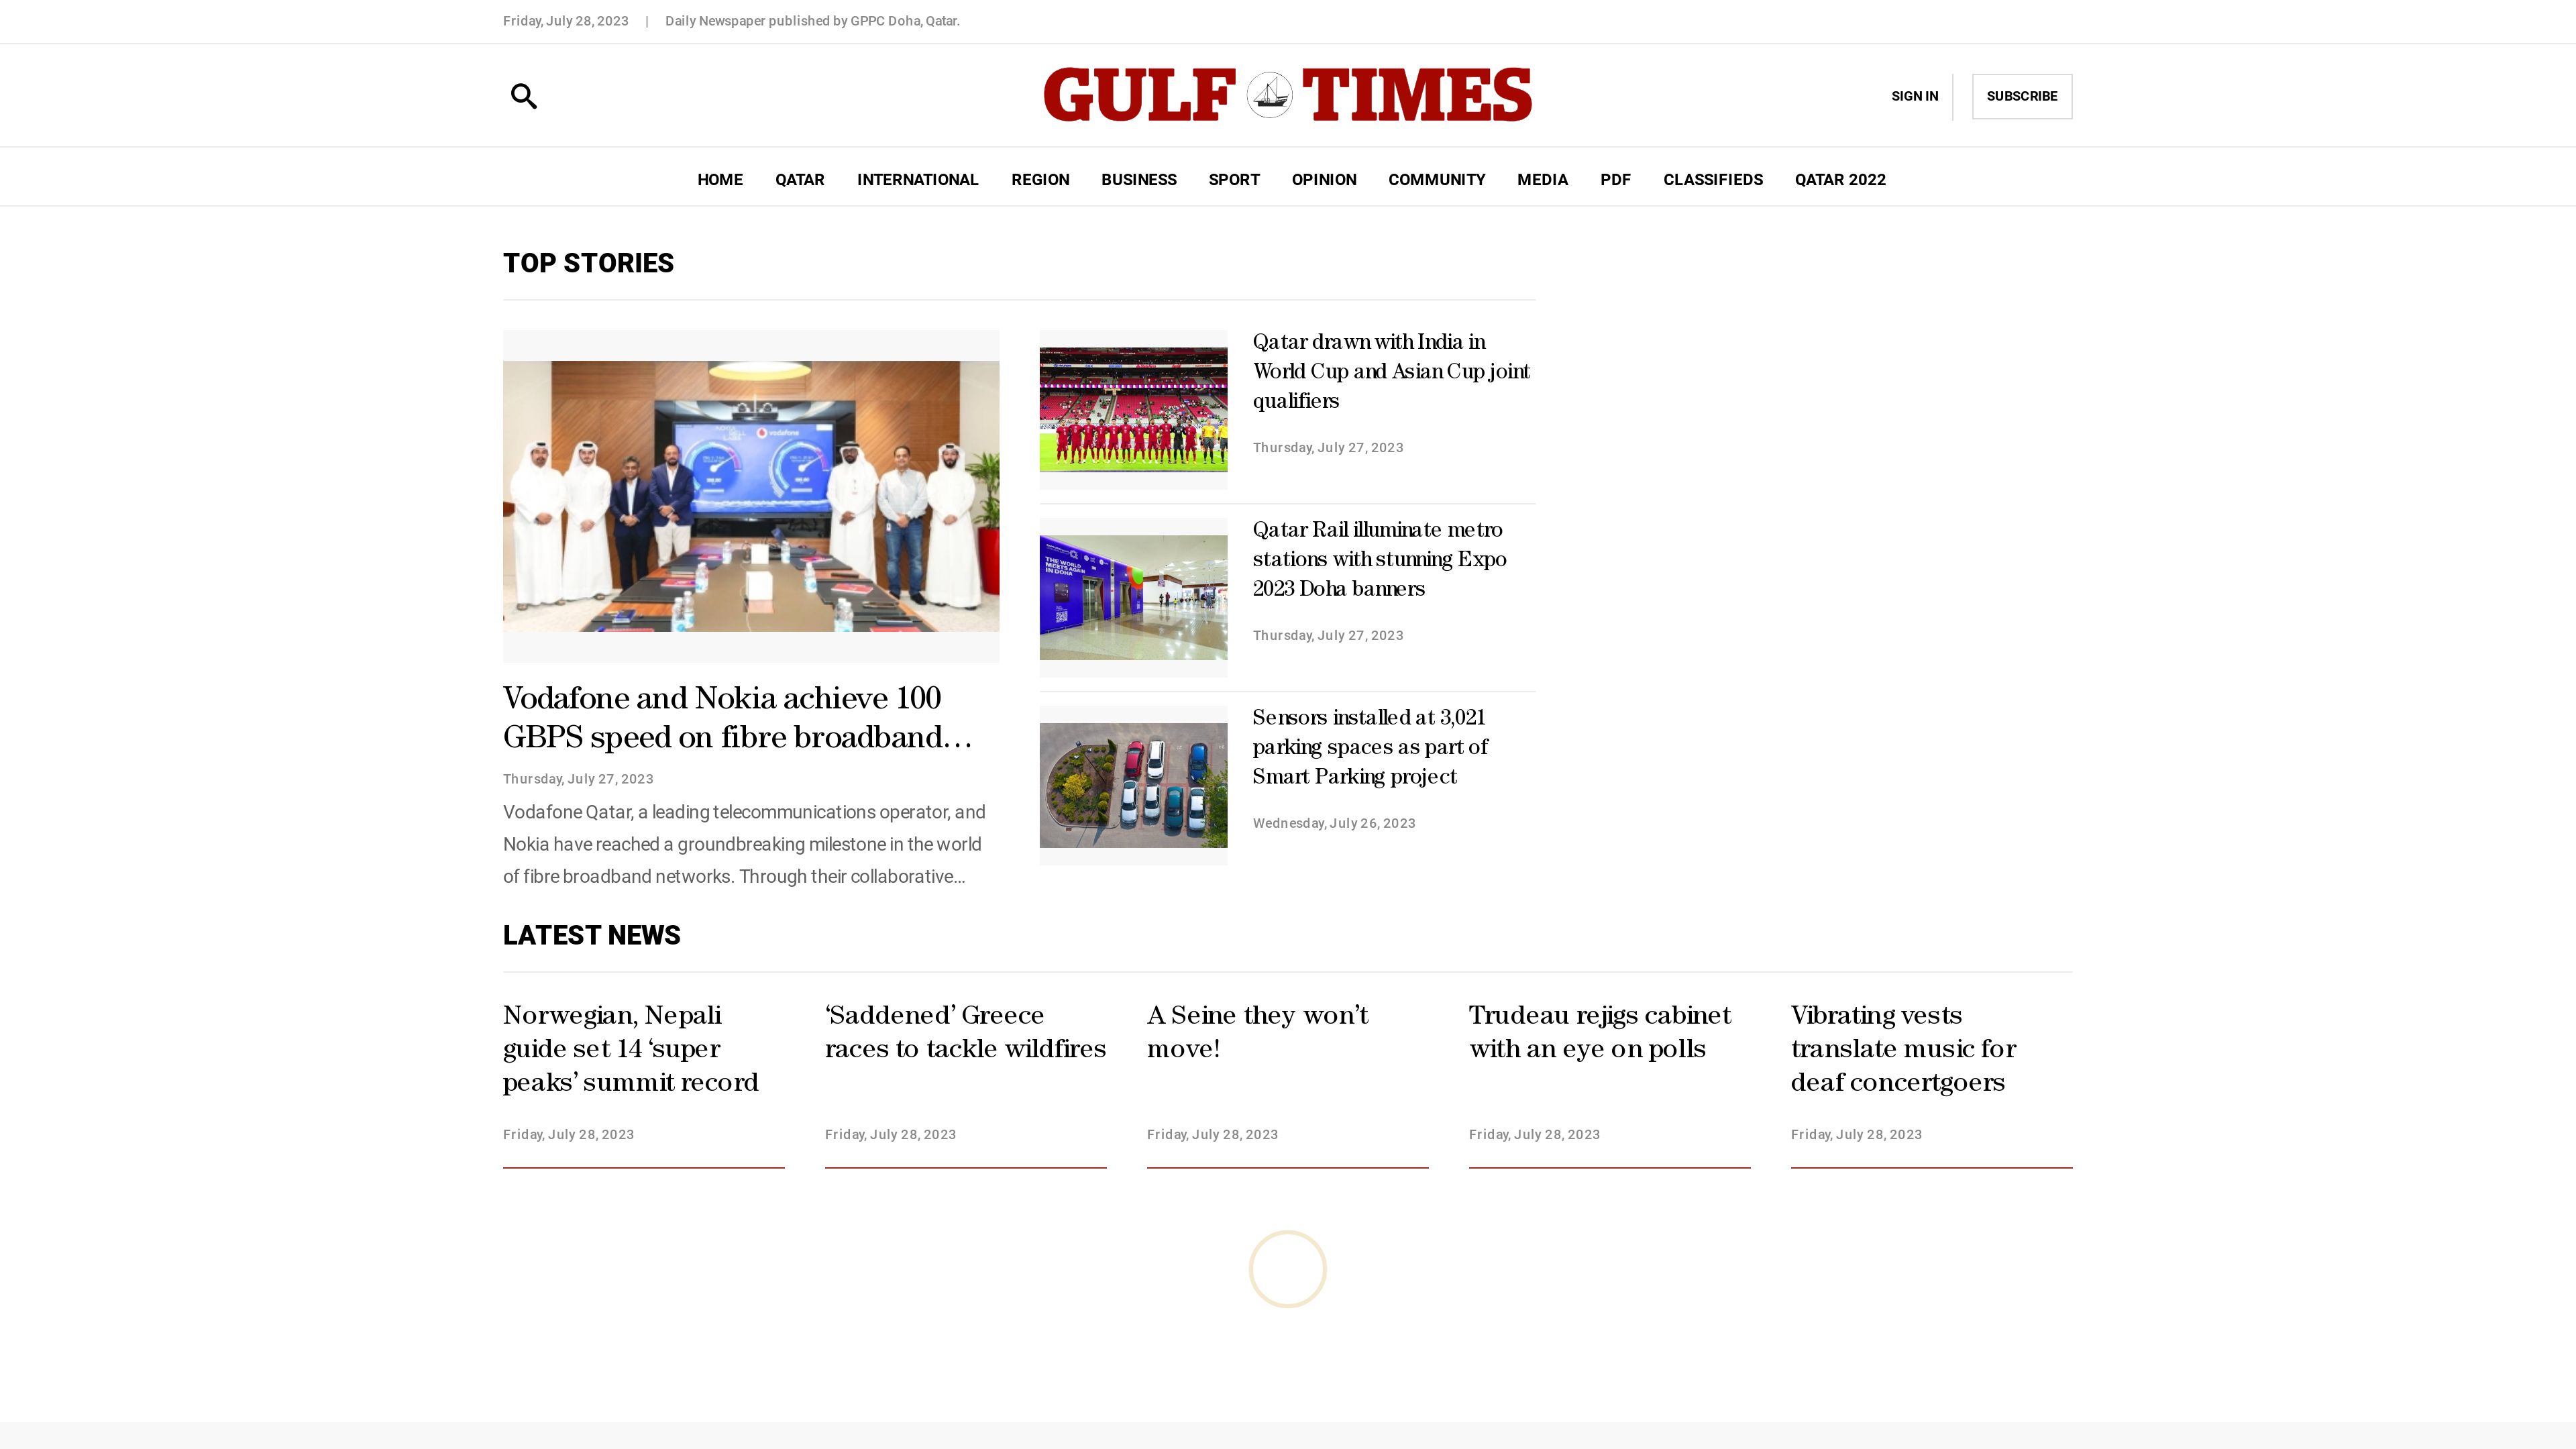 Friday, July 28, 2023 | Daily Newspaper published by GPPC Doha, Qatar.
GULF TIMES
SIGN IN
SUBSCRIBE
HOME QATAR INTERNATIONAL REGION BUSINESS SPORT OPINION COMMUNITY MEDIA PDF CLASSIFIEDS QATAR 2022
TOP STORIES
vodafone
Vodafone and Nokia achieve 100
GBPS speed on fibre broadband…
Thursday, July 27, 2023
Vodafone Qatar, a leading telecommunications operator, and
Nokia have reached a groundbreaking milestone in the world
of fibre broadband networks. Through their collaborative...
Qatar drawn with India in
World Cup and Asian Cup joint
qualifiers
Thursday, July 27, 2023
THE WORLD
MEETS AGAIN
IN DOHA
Qatar Rail illuminate metro
stations with stunning Expo
2023 Doha banners
Thursday, July 27, 2023
Sensors installed at 3,021
parking spaces as part of
Smart Parking project
Wednesday, July 26, 2023
LATEST NEWS
Norwegian, Nepali
guide set 14 ‘super
peaks’ summit record
Friday, July 28, 2023
‘Saddened’ Greece
races to tackle wildfires
Friday, July 28, 2023
A Seine they won’t
move!
Friday, July 28, 2023
Trudeau rejigs cabinet
with an eye on polls
Friday, July 28, 2023
Vibrating vests
translate music for
deaf concertgoers
Friday, July 28, 2023